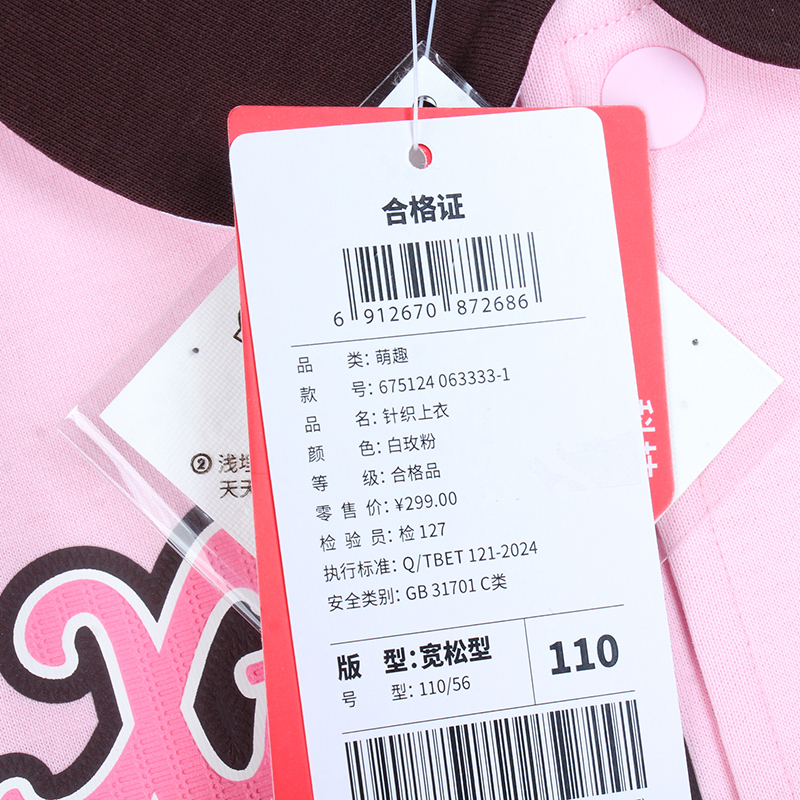 合格证
6 912670 872686
品 类: 萌趣
款 号: 675124 063333-1
品 名: 针织上衣
颜 色: 白玫粉
等 级: 合格品
零 售 价: ¥299.00
检 验 员: 检 127
执行标准: Q/TBET 121-2024
安全类别: GB 31701 C类
版 型:宽松型
号 型: 110/56
110
② 浅埋
天天